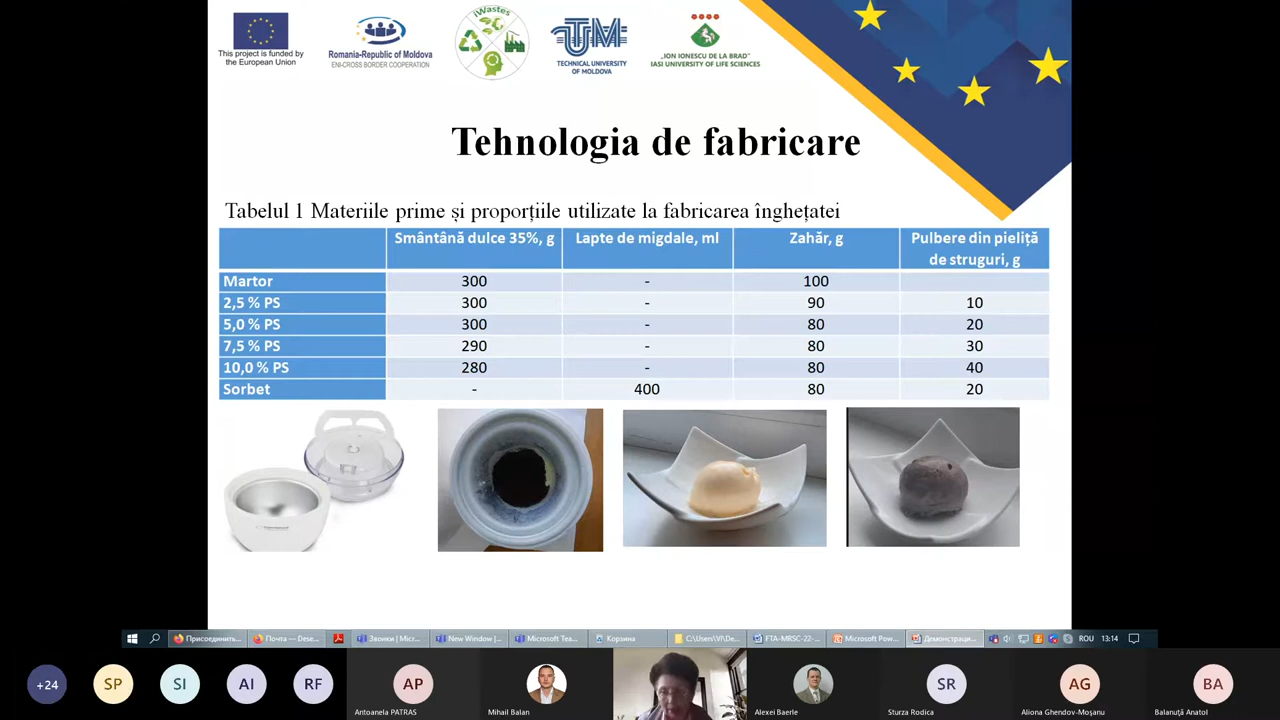 This project is funded by
the European Union
Romania-Republic of Moldova
ENI-CROSS BORDER COOPERATION
iWastes
UTM
TECHNICAL UNIVERSITY
OF MOLDOVA
„ION IONESCU DE LA BRAD”
IASI UNIVERSITY OF LIFE SCIENCES
Tehnologia de fabricare
Tabelul 1 Materiile prime și proporțiile utilizate la fabricarea înghețatei
Smântână dulce 35%, g Lapte de migdale, ml Zahăr, g Pulbere din pieliță
de struguri, g
Martor 300 - 100
2,5 % PS 300 - 90 10
5,0 % PS 300 - 80 20
7,5 % PS 290 - 80 30
10,0 % PS 280 - 80 40
Sorbet - 400 80 20
Присоединить... Почта — Dese... Звонки | Micr... New Window |... Microsoft Tea... Корзина C:\Users\VI\De... FTA-MRSC-22-... Microsoft Pow... Демонстраци... ROU 13:14
+24 SP SI AI RF AP SR AG BA
Antoanela PATRAS Mihail Balan Alexei Baerle Sturza Rodica Aliona Ghendov-Moşanu Balanuţă Anatol